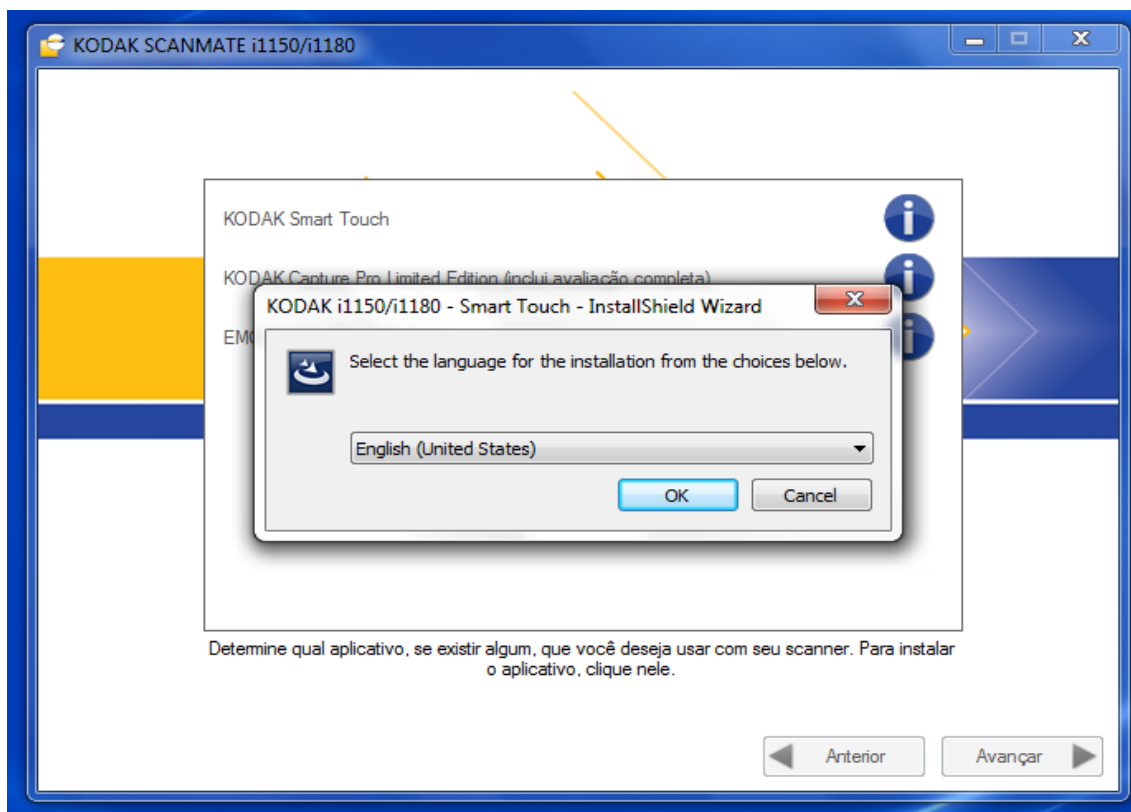 KODAK SCANMATE i1150/i1180
KODAK Smart Touch
KODAK Capture Pro Limited Edition (inclui avaliação completa)
KODAK i1150/i1180 - Smart Touch - InstallShield Wizard
EM
Select the language for the installation from the choices below.
English (United States)
OK Cancel
Determine qual aplicativo, se existir algum, que você deseja usar com seu scanner. Para instalar
o aplicativo, clique nele.
Anterior Avançar